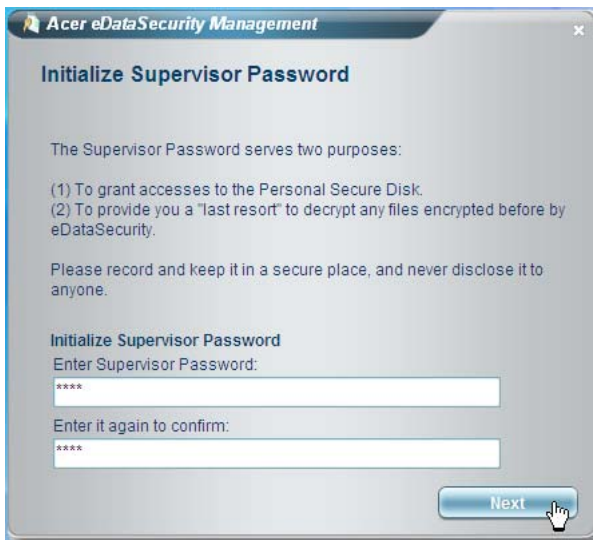 Acer eDataSecurity Management
Initialize Supervisor Password
The Supervisor Password serves two purposes:
(1) To grant accesses to the Personal Secure Disk.
(2) To provide you a "last resort" to decrypt any files encrypted before by
eDataSecurity.
Please record and keep it in a secure place, and never disclose it to
anyone.
Initialize Supervisor Password
Enter Supervisor Password:
****
Enter it again to confirm:
****
Next